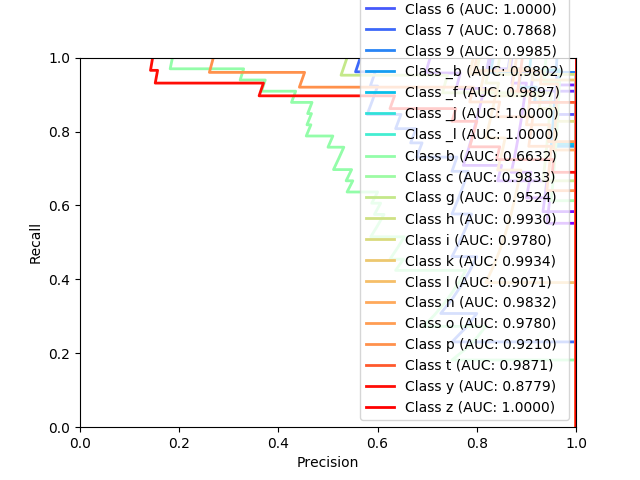 Class 6 (AUC: 1.0000)
Class 7 (AUC: 0.7868)
Class 9 (AUC: 0.9985)
Class _b (AUC: 0.9802)
Class _f (AUC: 0.9897)
Class _j (AUC: 1.0000)
Class _l (AUC: 1.0000)
Class b (AUC: 0.6632)
Class c (AUC: 0.9833)
Class g (AUC: 0.9524)
Class h (AUC: 0.9930)
Class i (AUC: 0.9780)
Class k (AUC: 0.9934)
Class l (AUC: 0.9071)
Class n (AUC: 0.9832)
Class o (AUC: 0.9780)
Class p (AUC: 0.9210)
Class t (AUC: 0.9871)
Class y (AUC: 0.8779)
Class z (AUC: 1.0000)
1.0
0.8
0.6
0.4
0.2
0.0
Recall
0.0 0.2 0.4 0.6 0.8 1.0
Precision